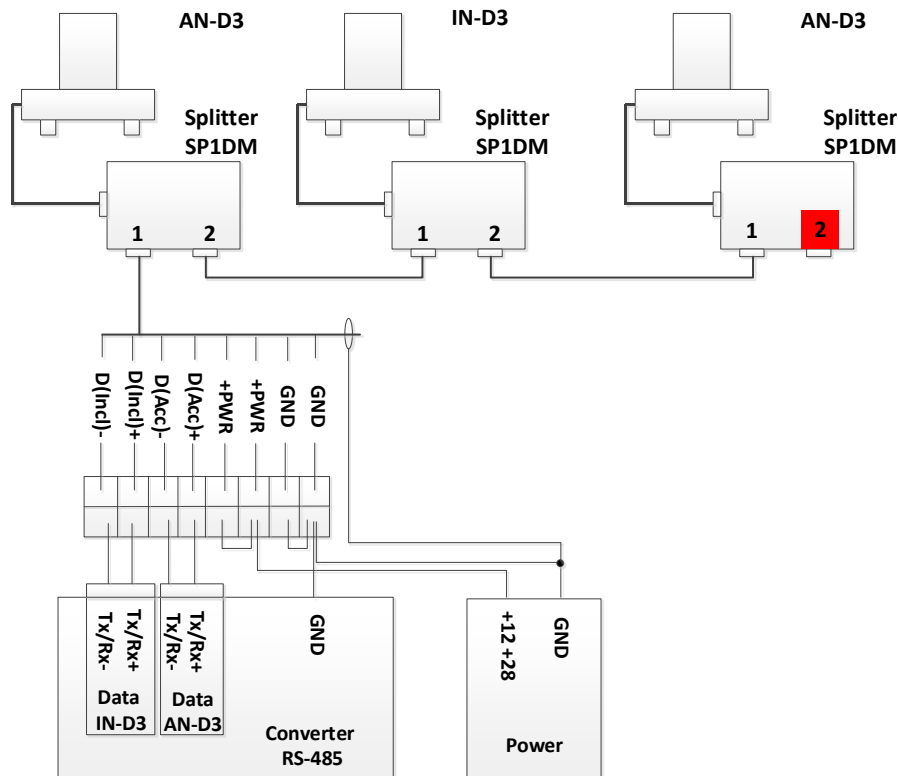 AN-D3
IN-D3
AN-D3
Splitter
SP1DM
Splitter
SP1DM
Splitter
SP1DM
1
2
1
2
1
2
D(Incl)-
D(Incl)+
D(Acc)-
D(Acc)+
+PWR
+PWR
GND
GND
Tx/Rx-
Tx/Rx+
Tx/Rx-
Tx/Rx+
GND
Data
IN-D3
Data
AN-D3
Converter
RS-485
+12 +28
GND
Power